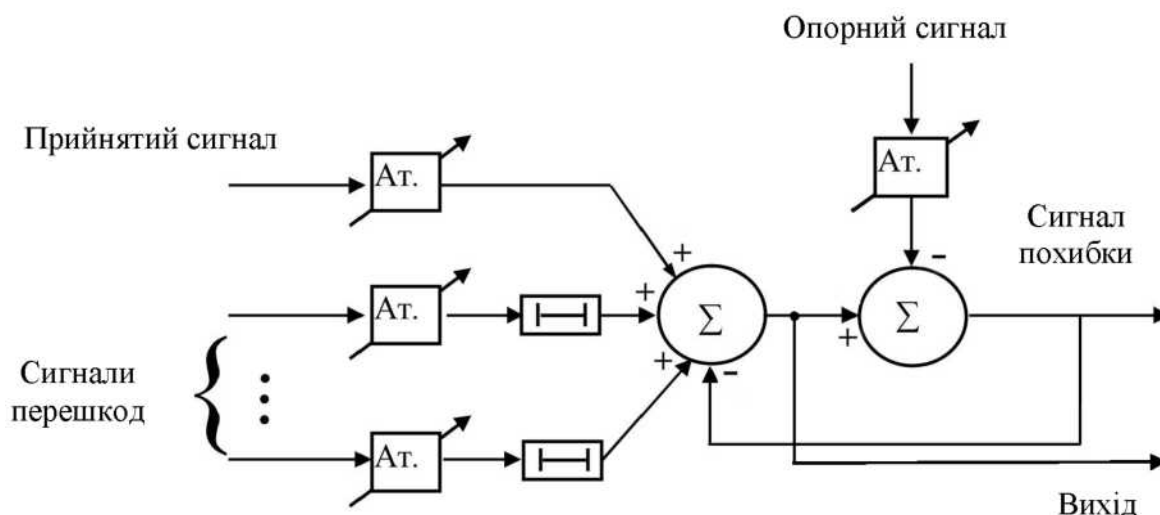 Опорний сигнал
Прийнятий сигнал
Ат.
Ат.
Сигнал
похибки
+
-
Ат.
+
Σ
+
Σ
+
+
-
Сигнали
перешкод
Ат.
Вихід